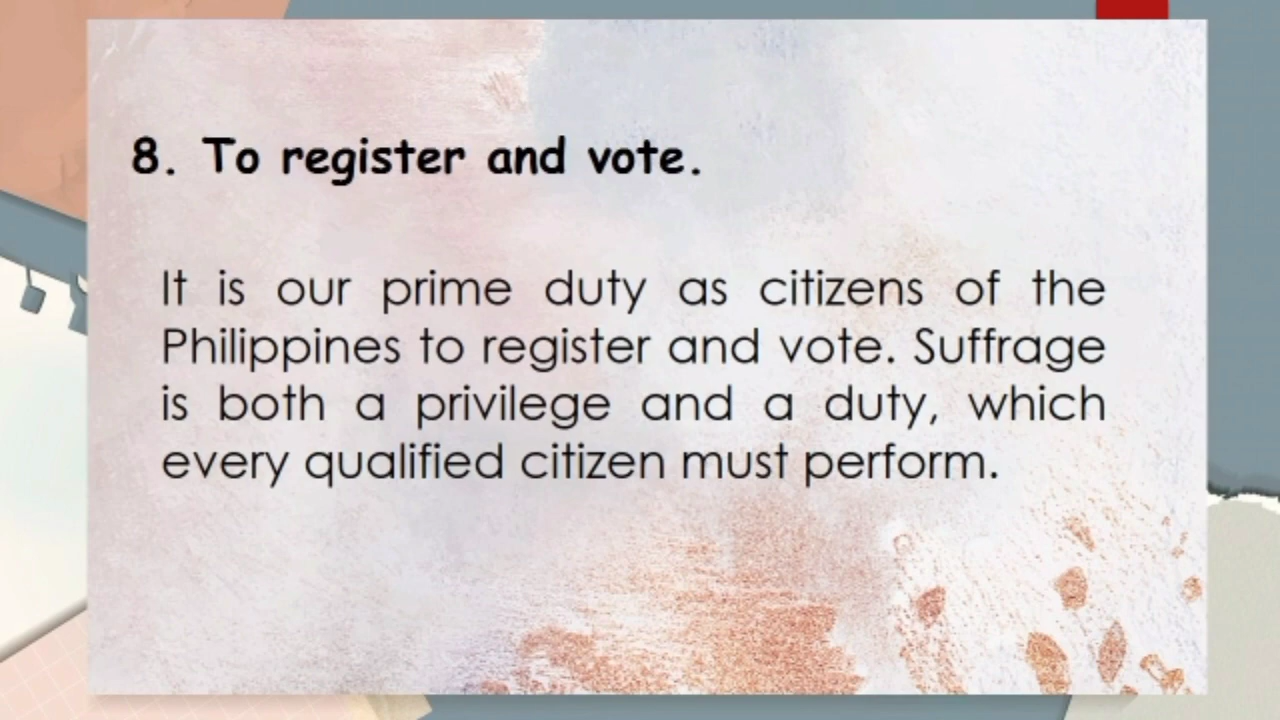 8. To register and vote.
It is our prime duty as citizens of the
Philippines to register and vote. Suffrage
is both a privilege and a duty, which
every qualified citizen must perform.